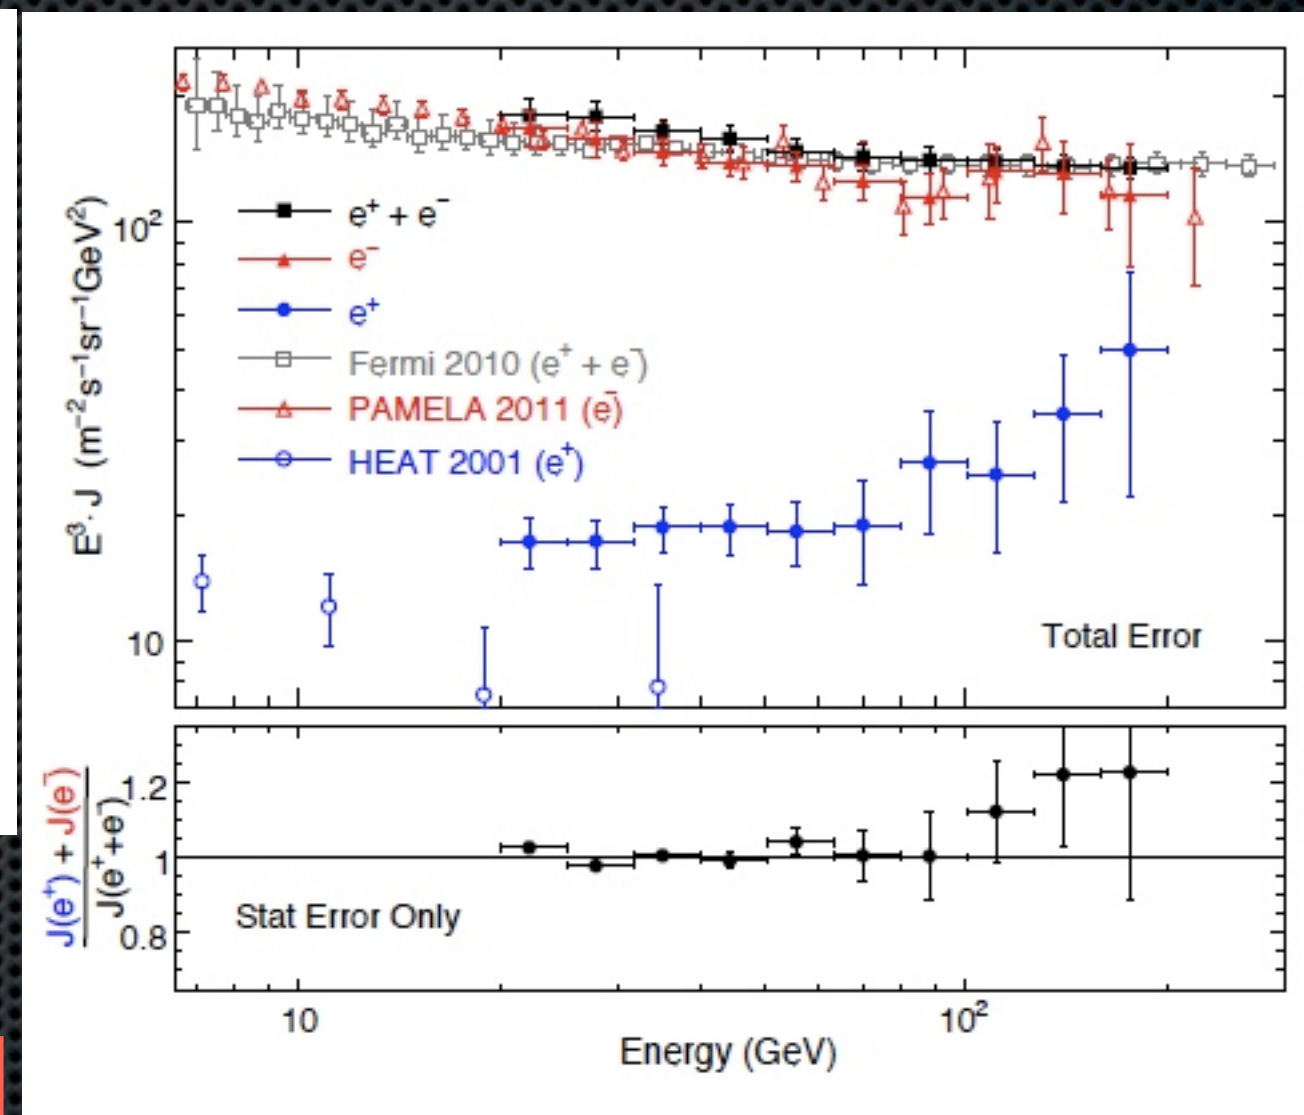 E³· J (m⁻²s⁻¹sr⁻¹GeV²)
10²
10
e⁺ + e⁻
e⁻
e⁺
Fermi 2010 (e⁺ + e⁻)
PAMELA 2011 (e⁻)
HEAT 2001 (e⁺)
Total Error
J(e⁺) + J(e⁻)
J(e⁺+e⁻)
1.2
1
0.8
Stat Error Only
10
10²
Energy (GeV)